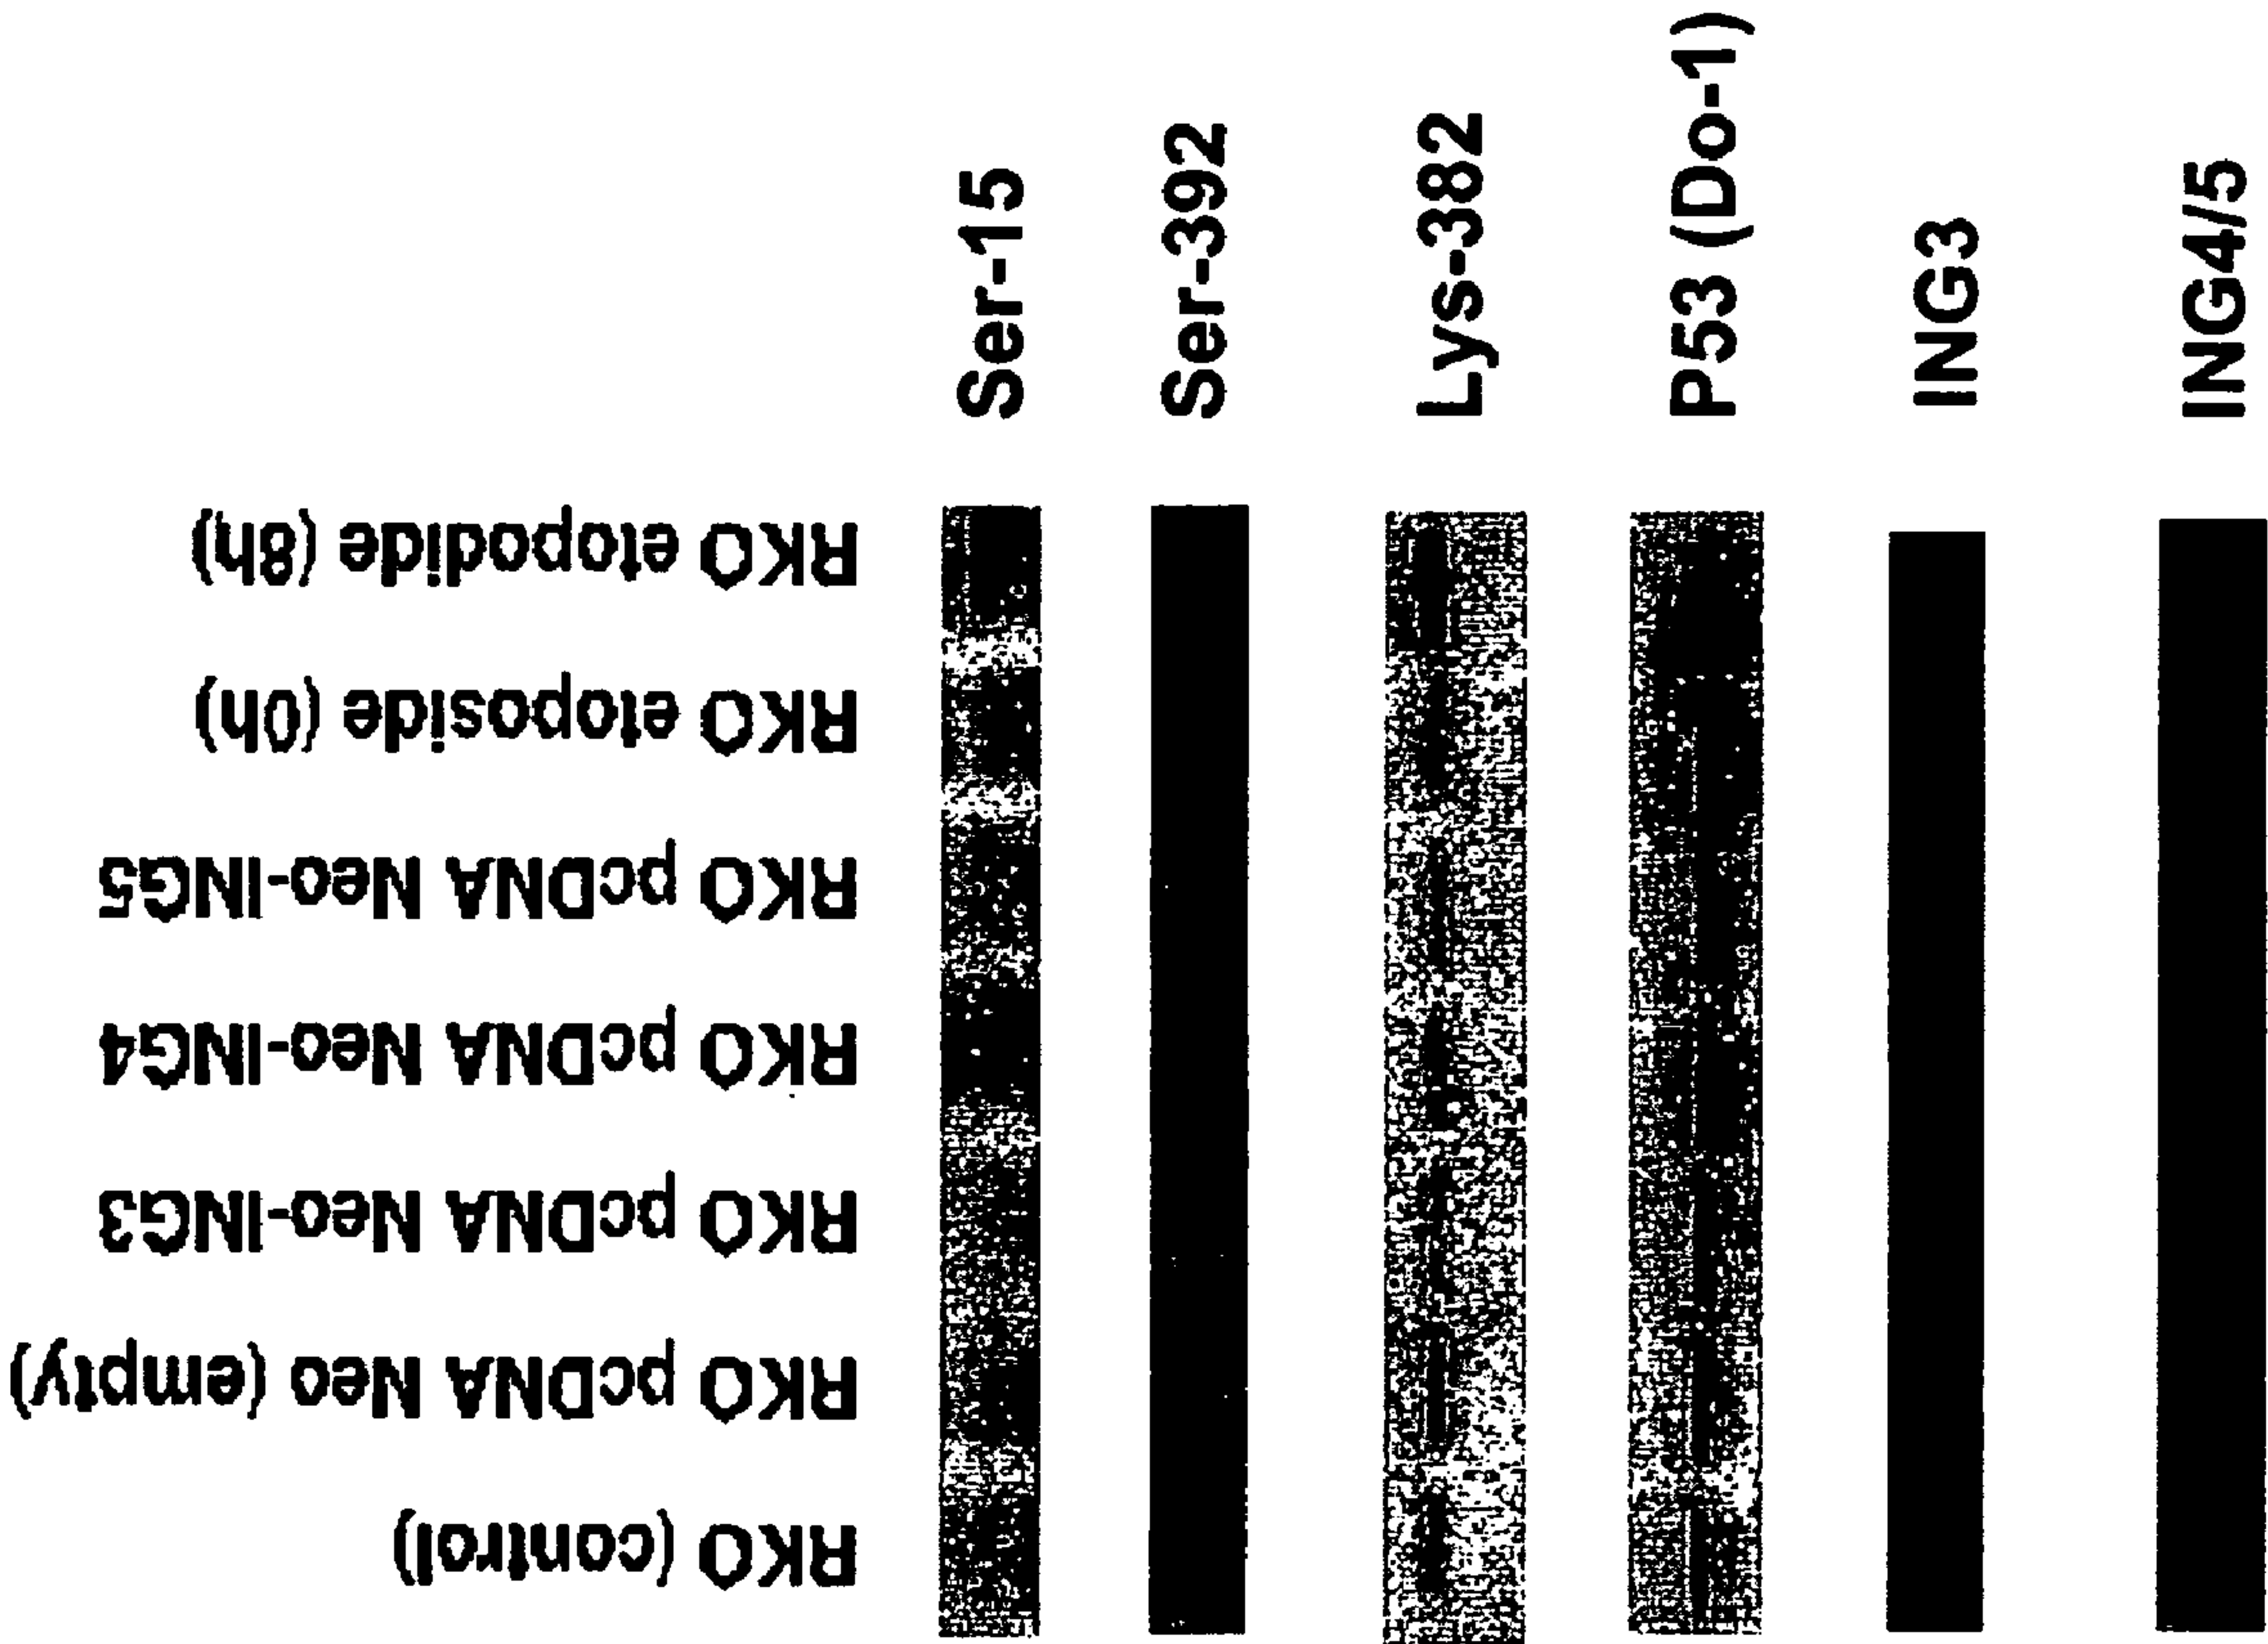 RKO (control)
RKO pcDNA Neo (empty)
RKO pcDNA Neo-ING3
RKO pcDNA Neo-ING4
RKO pcDNA Neo-ING5
RKO etoposide (0h)
RKO etopodide (8h)
Ser-15
Ser-392
Lys-382
P53 (Do-1)
ING3
ING4/5